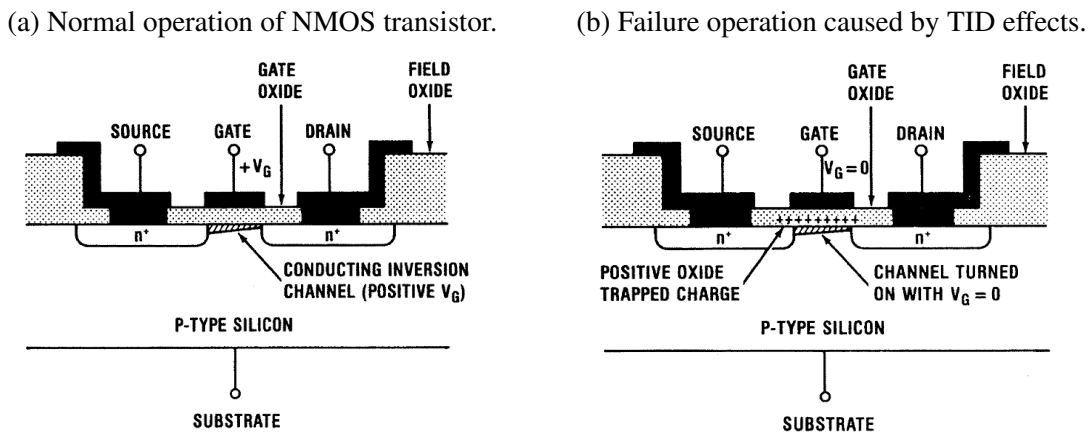 (a) Normal operation of NMOS transistor.
(b) Failure operation caused by TID effects.
GATE
OXIDE
FIELD
OXIDE
SOURCE
GATE
DRAIN
+V_G
n⁺
n⁺
CONDUCTING INVERSION
CHANNEL (POSITIVE V_G)
P-TYPE SILICON
SUBSTRATE
GATE
OXIDE
FIELD
OXIDE
SOURCE
GATE
DRAIN
V_G = 0
+++++++++
n⁺
n⁺
POSITIVE OXIDE
TRAPPED CHARGE
CHANNEL TURNED
ON WITH V_G = 0
P-TYPE SILICON
SUBSTRATE